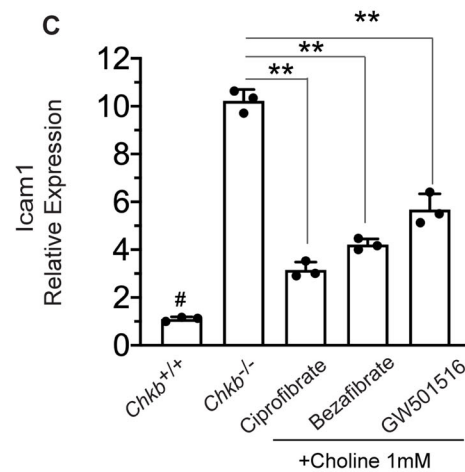 C
**
**
**
12
10
8
6
4
2
0
Icam1
Relative Expression
#
Chkb+/+
Chkb-/-
Ciprofibrate
Bezafibrate
GW501516
+Choline 1mM